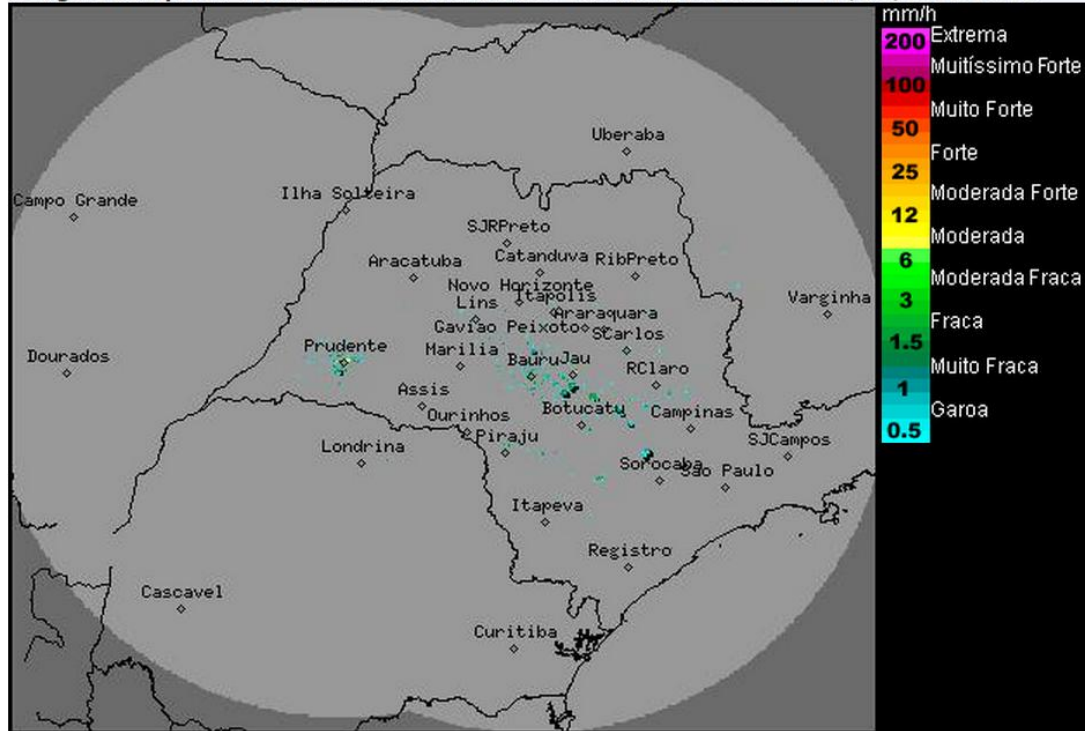 mm/h
200 Extrema
Muitíssimo Forte
100
Muito Forte
50
Forte
25
Moderada Forte
12
Moderada
6
Moderada Fraca
3
Fraca
1.5
Muito Fraca
1
Garoa
0.5
Uberaba
Campo Grande
Ilha Solteira
SJRPreto
Aracatuba
Catanduva
RibPreto
Novo Horizonte
Lins
Itapolis
Araraquara
Varginha
Gaviao Peixoto
SCarlos
Prudente
Dourados
Marilia
Bauru
Jau
RClaro
Assis
Ourinhos
Botucatu
Campinas
Piraju
SJCampos
Londrina
Sorocaba
Sao Paulo
Itapeva
Registro
Cascavel
Curitiba